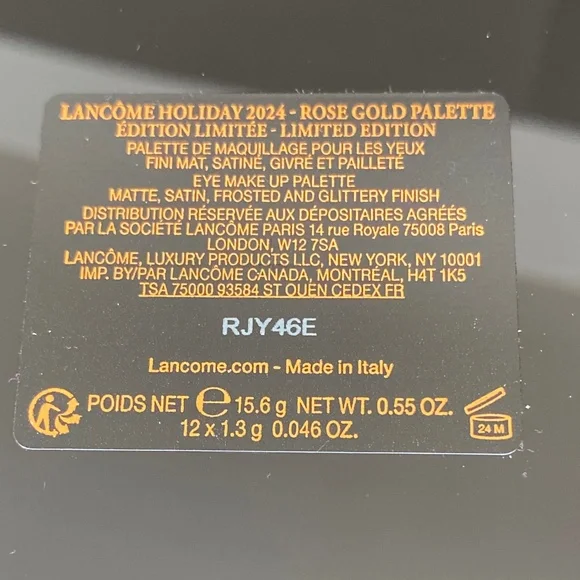 LANCÔME HOLIDAY 2024 - ROSE GOLD PALETTE
ÉDITION LIMITÉE - LIMITED EDITION
PALETTE DE MAQUILLAGE POUR LES YEUX
FINI MAT, SATINÉ, GIVRÉ ET PAILLETÉ
EYE MAKE UP PALETTE
MATTE, SATIN, FROSTED AND GLITTERY FINISH
DISTRIBUTION RÉSERVÉE AUX DÉPOSITAIRES AGRÉÉS
PAR LA SOCIÉTÉ LANCÔME PARIS 14 rue Royale 75008 Paris
LONDON, W12 7SA
LANCÔME, LUXURY PRODUCTS LLC, NEW YORK, NY 10001
IMP. BY/PAR LANCÔME CANADA, MONTRÉAL, H4T 1K5
TSA 75000 93584 ST OUEN CEDEX FR
RJY46E
Lancome.com - Made in Italy
POIDS NET ℮ 15.6 g NET WT. 0.55 OZ.
12 x 1.3 g 0.046 OZ.
24 M